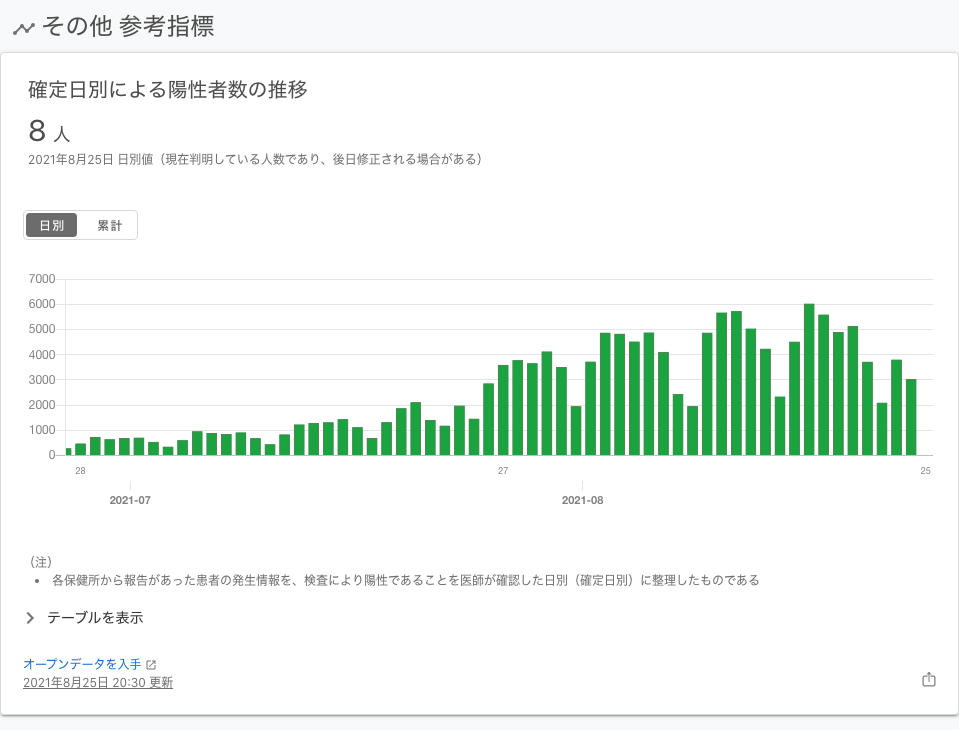 その他 参考指標
確定日別による陽性者数の推移
8 人
2021年8月25日 日別値（現在判明している人数であり、後日修正される場合がある）
日別 累計
7000
6000
5000
4000
3000
2000
1000
0
28 27 25
2021-07 2021-08
（注）
• 各保健所から報告があった患者の発生情報を、検査により陽性であることを医師が確認した日別（確定日別）に整理したものである
テーブルを表示
オープンデータを入手
2021年8月25日 20:30 更新